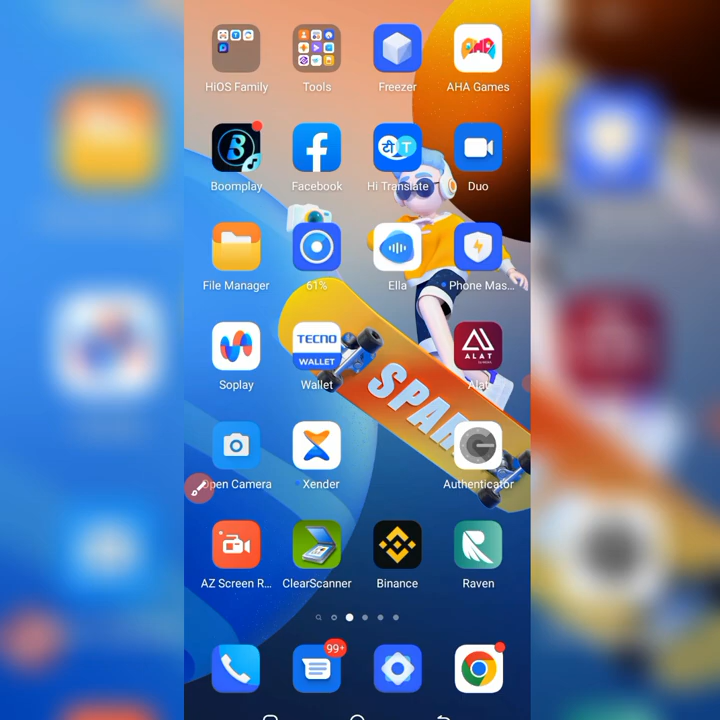 HiOS Family
Tools
Freezer
AHA Games
Boomplay
Facebook
Hi Translate
Duo
File Manager
61%
Ella
Phone Mas...
Soplay
TECNO
WALLET
Wallet
ALAT
Alat
SPAR
Open Camera
Xender
Authenticator
AZ Screen R...
ClearScanner
Binance
Raven
99+